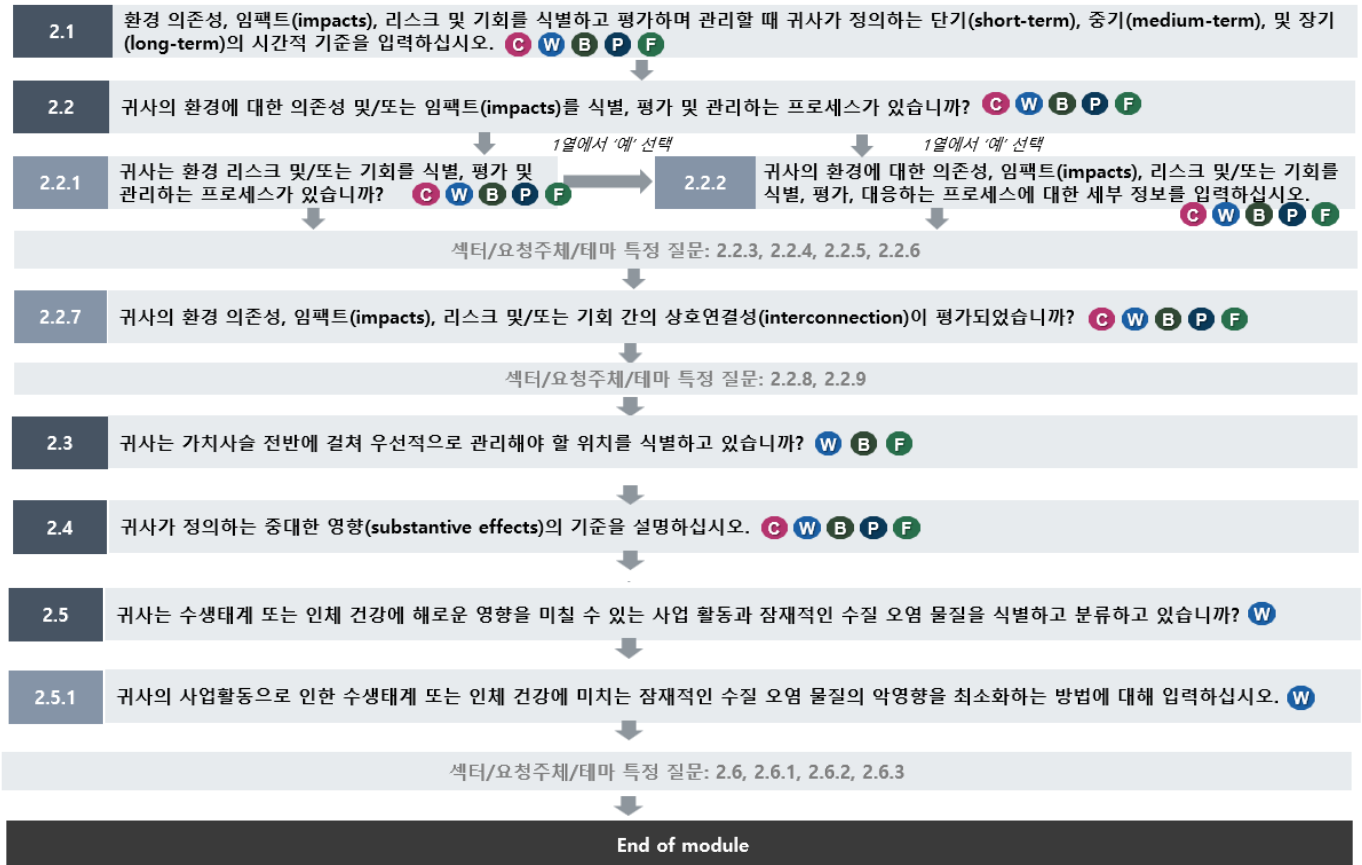 2.1
환경 의존성, 임팩트(impacts), 리스크 및 기회를 식별하고 평가하며 관리할 때 귀사가 정의하는 단기(short-term), 중기(medium-term), 및 장기
(long-term)의 시간적 기준을 입력하십시오. C W B P F
2.2
귀사의 환경에 대한 의존성 및/또는 임팩트(impacts)를 식별, 평가 및 관리하는 프로세스가 있습니까? C W B P F
1열에서 ‘예’ 선택
1열에서 ‘예’ 선택
2.2.1
귀사는 환경 리스크 및/또는 기회를 식별, 평가 및
관리하는 프로세스가 있습니까? C W B P F
2.2.2
귀사의 환경에 대한 의존성, 임팩트(impacts), 리스크 및/또는 기회를
식별, 평가, 대응하는 프로세스에 대한 세부 정보를 입력하십시오.
C W B P F
섹터/요청주체/테마 특정 질문: 2.2.3, 2.2.4, 2.2.5, 2.2.6
2.2.7
귀사의 환경 의존성, 임팩트(impacts), 리스크 및/또는 기회 간의 상호연결성(interconnection)이 평가되었습니까? C W B P F
섹터/요청주체/테마 특정 질문: 2.2.8, 2.2.9
2.3
귀사는 가치사슬 전반에 걸쳐 우선적으로 관리해야 할 위치를 식별하고 있습니까? W B F
2.4
귀사가 정의하는 중대한 영향(substantive effects)의 기준을 설명하십시오. C W B P F
2.5
귀사는 수생태계 또는 인체 건강에 해로운 영향을 미칠 수 있는 사업 활동과 잠재적인 수질 오염 물질을 식별하고 분류하고 있습니까? W
2.5.1
귀사의 사업활동으로 인한 수생태계 또는 인체 건강에 미치는 잠재적인 수질 오염 물질의 악영향을 최소화하는 방법에 대해 입력하십시오. W
섹터/요청주체/테마 특정 질문: 2.6, 2.6.1, 2.6.2, 2.6.3
End of module